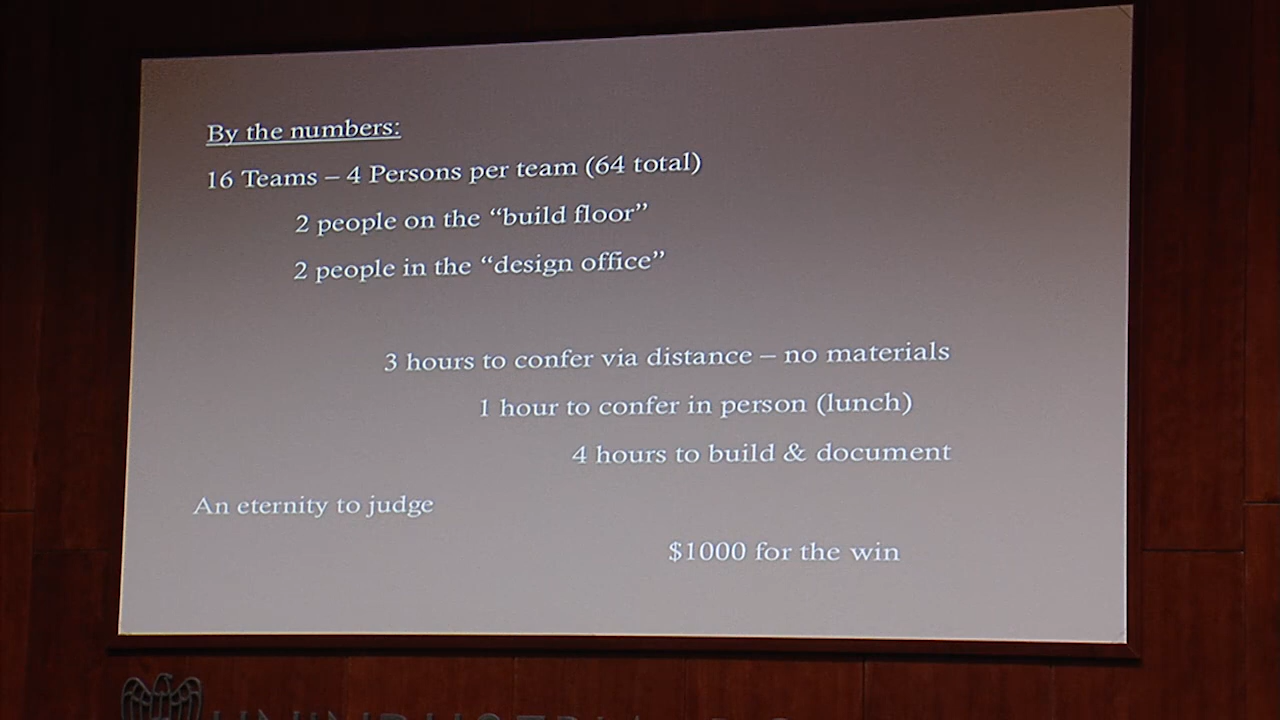 By the numbers:
16 Teams – 4 Persons per team (64 total)
2 people on the “build floor”
2 people in the “design office”
3 hours to confer via distance – no materials
1 hour to confer in person (lunch)
4 hours to build & document
An eternity to judge
$1000 for the win